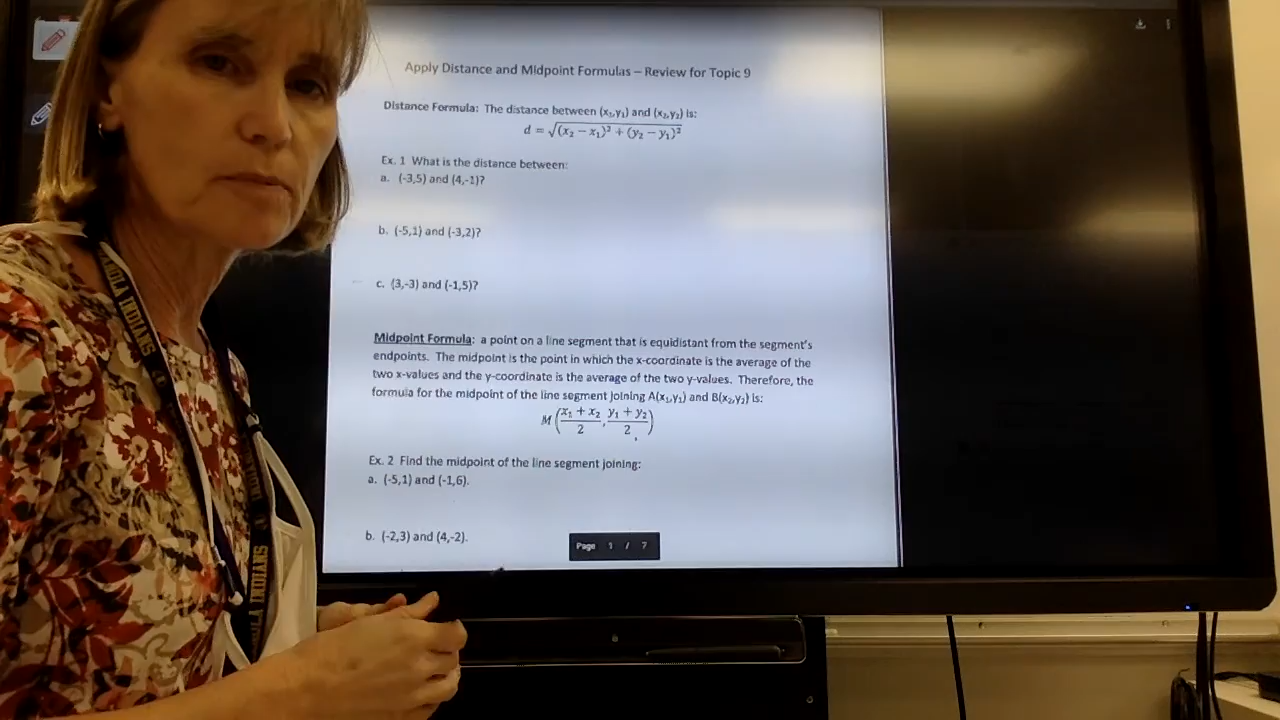 Apply Distance and Midpoint Formulas – Review for Topic 9
Distance Formula: The distance between (x₁,y₁) and (x₂,y₂) is:
d = √(x₂ − x₁)² + (y₂ − y₁)²
Ex. 1 What is the distance between:
a. (-3,5) and (4,-1)?
b. (-5,1) and (-3,2)?
c. (3,-3) and (-1,5)?
Midpoint Formula: a point on a line segment that is equidistant from the segment's
endpoints. The midpoint is the point in which the x-coordinate is the average of the
two x-values and the y-coordinate is the average of the two y-values. Therefore, the
formula for the midpoint of the line segment joining A(x₁,y₁) and B(x₂,y₂) is:
M ((x₁ + x₂)/2, (y₁ + y₂)/2)
Ex. 2 Find the midpoint of the line segment joining:
a. (-5,1) and (-1,6).
b. (-2,3) and (4,-2).
Page 1 / 7
INDIANS
INDIANS